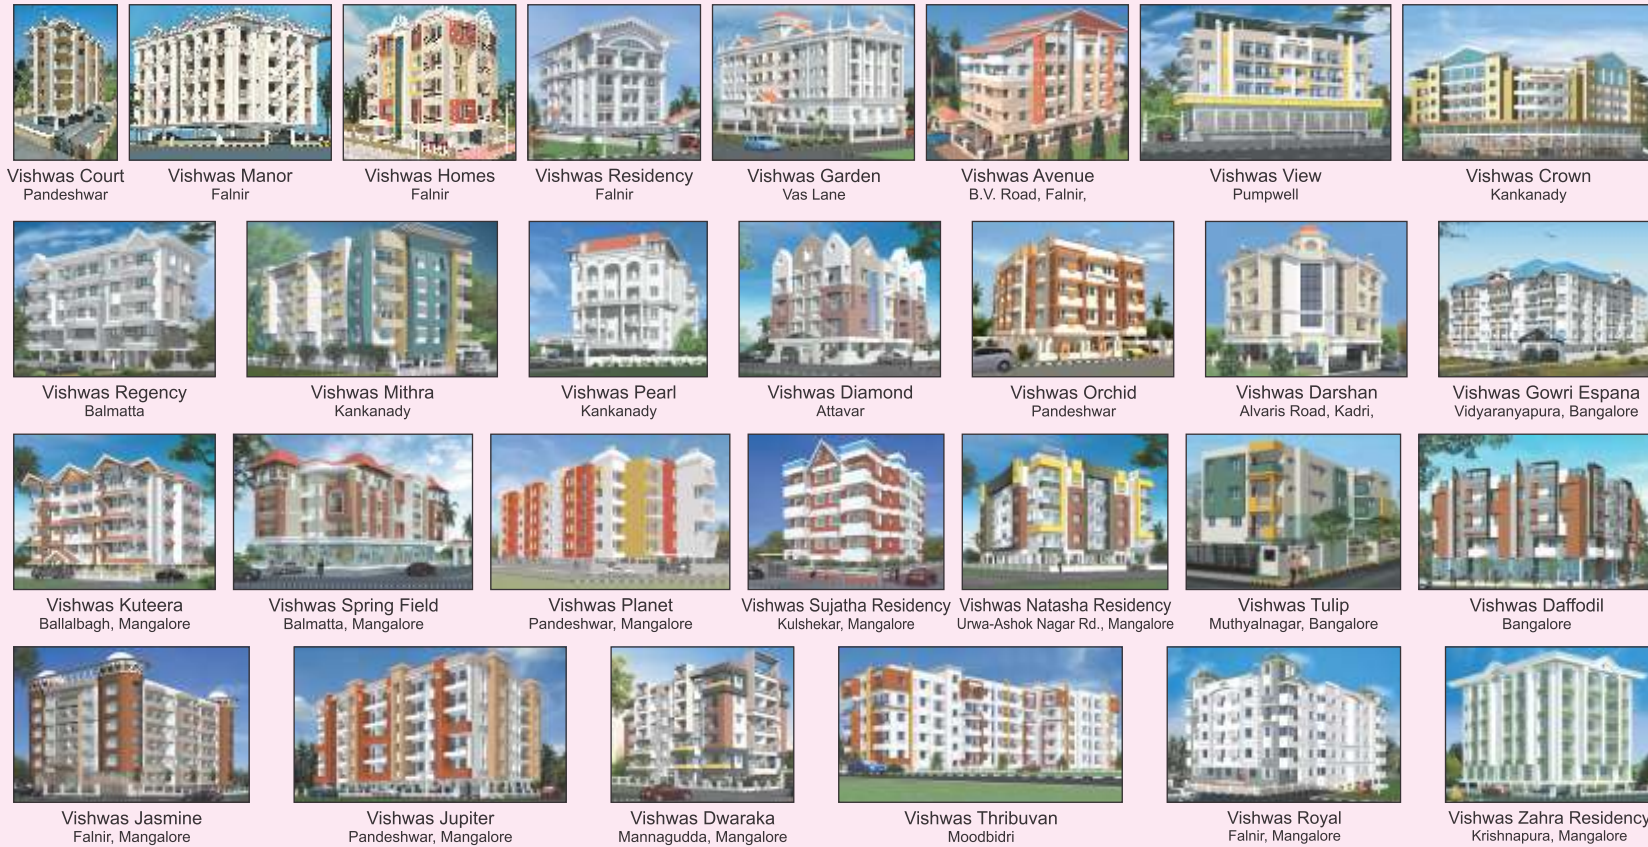 Vishwas Court
Pandeshwar
Vishwas Manor
Falnir
Vishwas Homes
Falnir
Vishwas Residency
Falnir
Vishwas Garden
Vas Lane
Vishwas Avenue
B.V. Road, Falnir,
Vishwas View
Pumpwell
Vishwas Crown
Kankanady
Vishwas Regency
Balmatta
Vishwas Mithra
Kankanady
Vishwas Pearl
Kankanady
Vishwas Diamond
Attavar
Vishwas Orchid
Pandeshwar
Vishwas Darshan
Alvaris Road, Kadri,
Vishwas Gowri Espana
Vidyaranyapura, Bangalore
Vishwas Kuteera
Ballalbagh, Mangalore
Vishwas Spring Field
Balmatta, Mangalore
Vishwas Planet
Pandeshwar, Mangalore
Vishwas Sujatha Residency
Kulshekar, Mangalore
Vishwas Natasha Residency
Urwa-Ashok Nagar Rd., Mangalore
Vishwas Tulip
Muthyalnagar, Bangalore
Vishwas Daffodil
Bangalore
Vishwas Jasmine
Falnir, Mangalore
Vishwas Jupiter
Pandeshwar, Mangalore
Vishwas Dwaraka
Mannagudda, Mangalore
Vishwas Thribuvan
Moodbidri
Vishwas Royal
Falnir, Mangalore
Vishwas Zahra Residency
Krishnapura, Mangalore